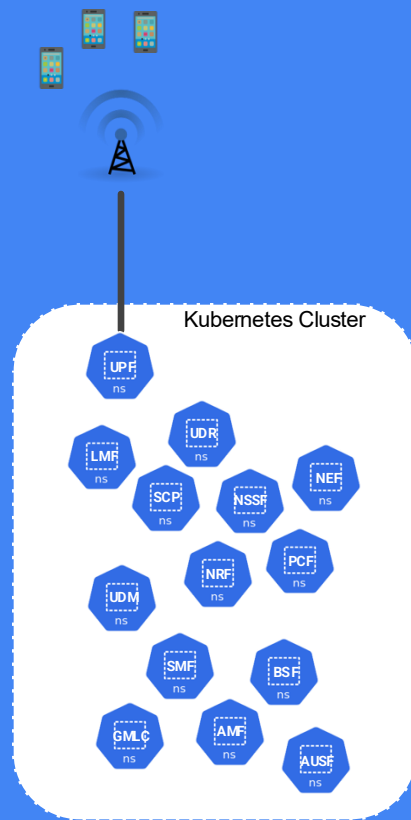 Kubernetes Cluster
UPF
ns
UDR
ns
LMF
ns
NEF
ns
SCP
ns
NSSF
ns
PCF
ns
NRF
ns
UDM
ns
SMF
ns
BSF
ns
AMF
ns
GMLC
ns
AUSF
ns